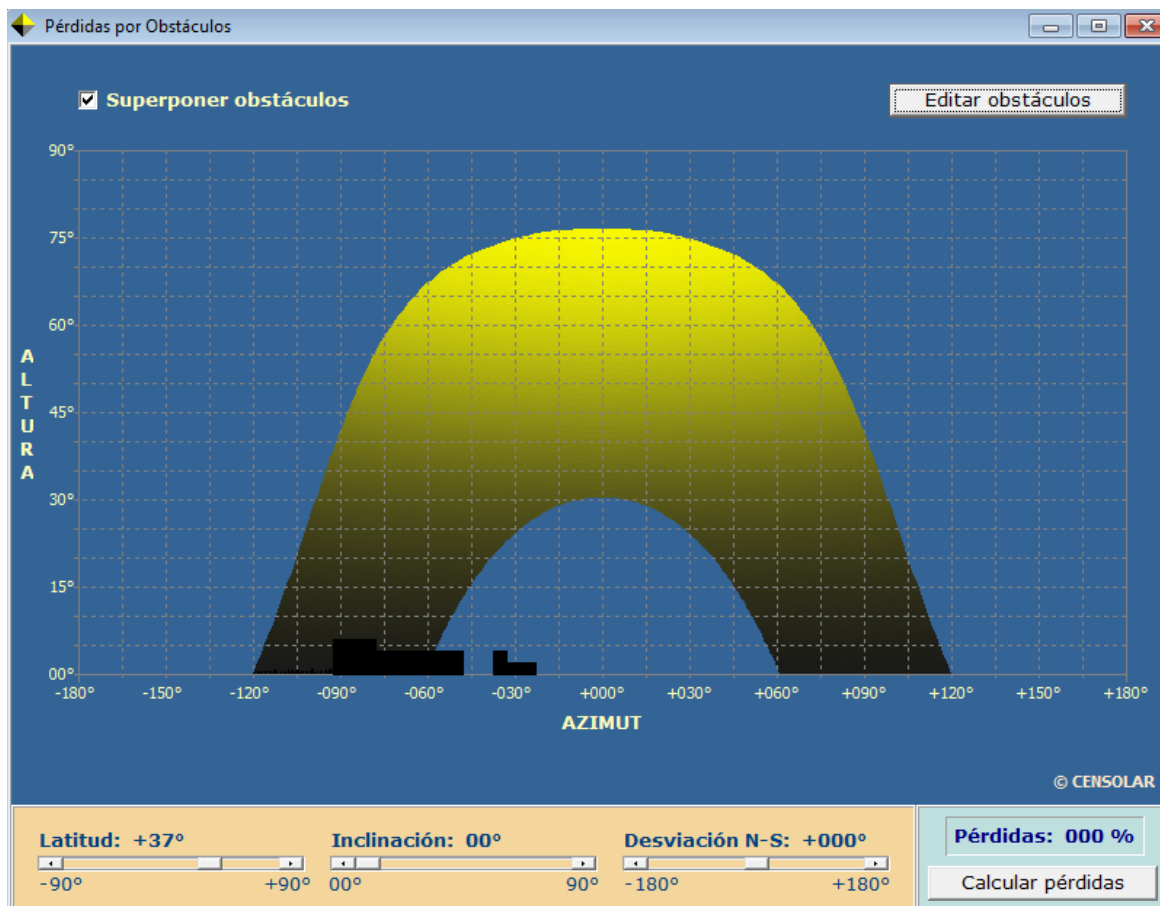 Pérdidas por Obstáculos
Superponer obstáculos
Editar obstáculos
90°
75°
60°
45°
30°
15°
00°
ALTURA
-180° -150° -120° -090° -060° -030° +000° +030° +060° +090° +120° +150° +180°
AZIMUT
© CENSOLAR
Latitud: +37° Inclinación: 00° Desviación N-S: +000°
-90° +90° 00° 90° -180° +180°
Pérdidas: 000 %
Calcular pérdidas